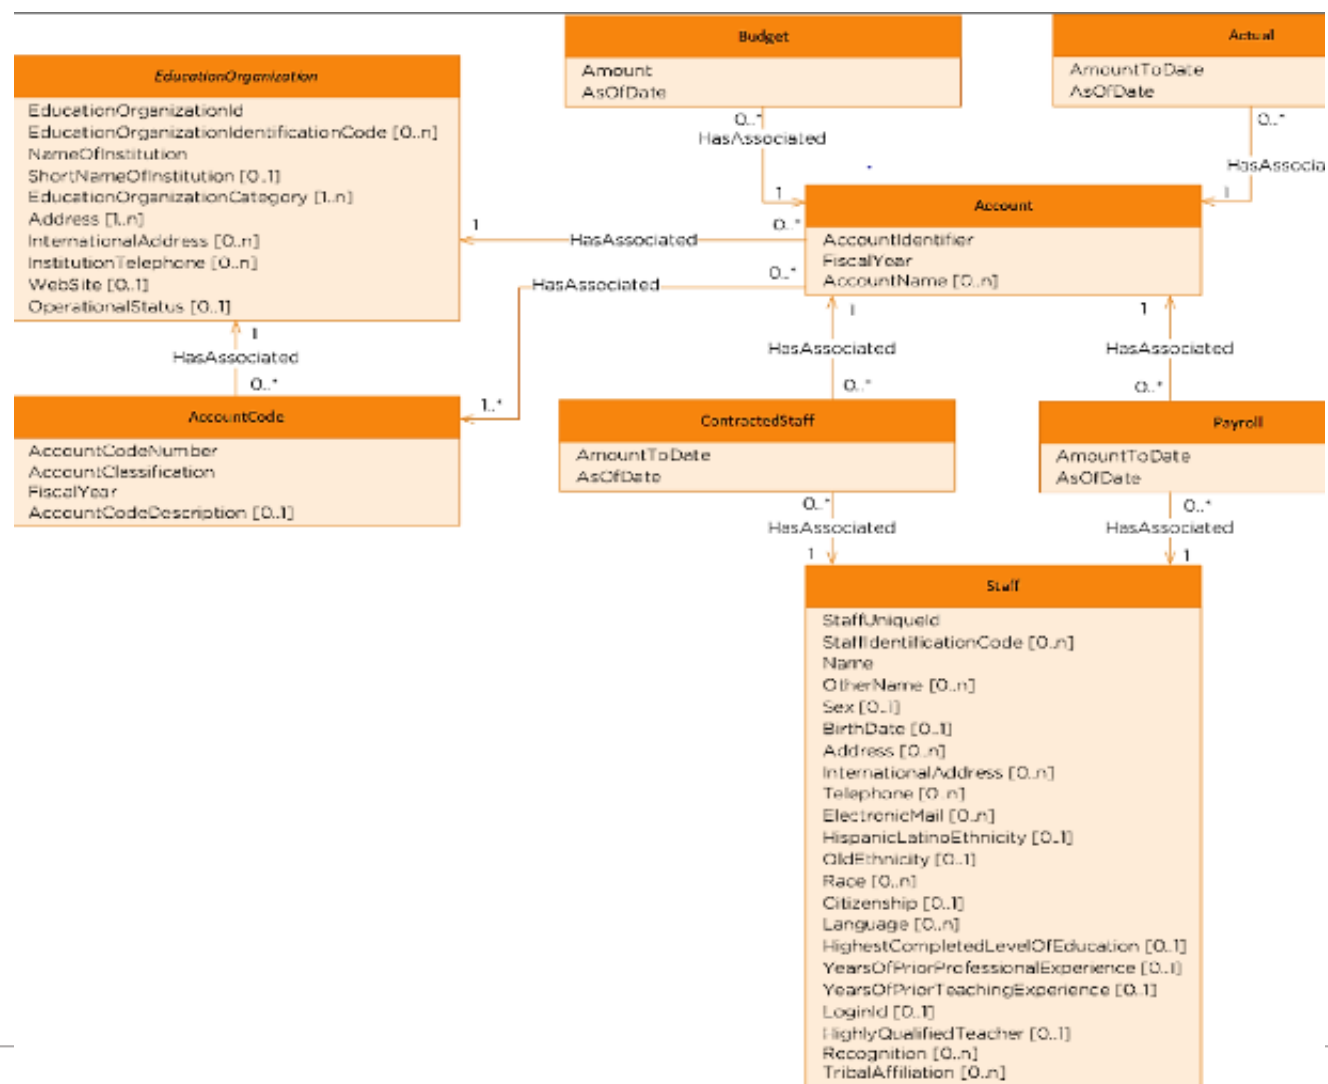 Budget
Amount
AsOfDate
Actual
AmountToDate
AsOfDate
EducationOrganization
EducationOrganizationId
EducationOrganizationIdentificationCode [0..n]
NameOfInstitution
ShortNameOfInstitution [0..1]
EducationOrganizationCategory [1..n]
Address [1..n]
InternationalAddress [0..n]
InstitutionTelephone [0..n]
WebSite [0..1]
OperationalStatus [0..1]
0..*
HasAssociated
1
0..*
HasAssocia
1
Account
AccountIdentifier
FiscalYear
AccountName [0..n]
1
HasAssociated
0..*
0..*
HasAssociated
1..*
1
HasAssociated
0..*
AccountCode
AccountCodeNumber
AccountClassification
FiscalYear
AccountCodeDescription [0..1]
1
HasAssociated
0..*
1
HasAssociated
0..*
ContractedStaff
AmountToDate
AsOfDate
Payroll
AmountToDate
AsOfDate
0..*
HasAssociated
1
0..*
HasAssociated
1
Staff
StaffUniqueId
StaffIdentificationCode [0..n]
Name
OtherName [0..n]
Sex [0..1]
BirthDate [0..1]
Address [0..n]
InternationalAddress [0..n]
Telephone [0..n]
ElectronicMail [0..n]
HispanicLatinoEthnicity [0..1]
OldEthnicity [0..1]
Race [0..n]
Citizenship [0..1]
Language [0..n]
HighestCompletedLevelOfEducation [0..1]
YearsOfPriorProfessionalExperience [0..1]
YearsOfPriorTeachingExperience [0..1]
LoginId [0..1]
HighlyQualifiedTeacher [0..1]
Recognition [0..n]
TribalAffiliation [0..n]